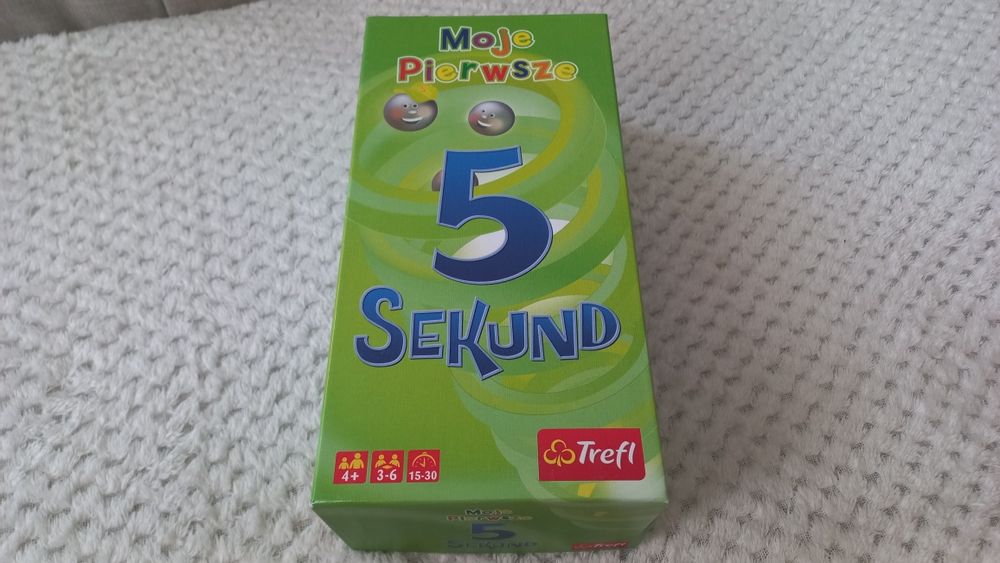 Moje
Pierwsze
5
SEKUND
4+ 3-6 15-30
Trefl
Moje
Pierwsze
5
SEKUND
Trefl